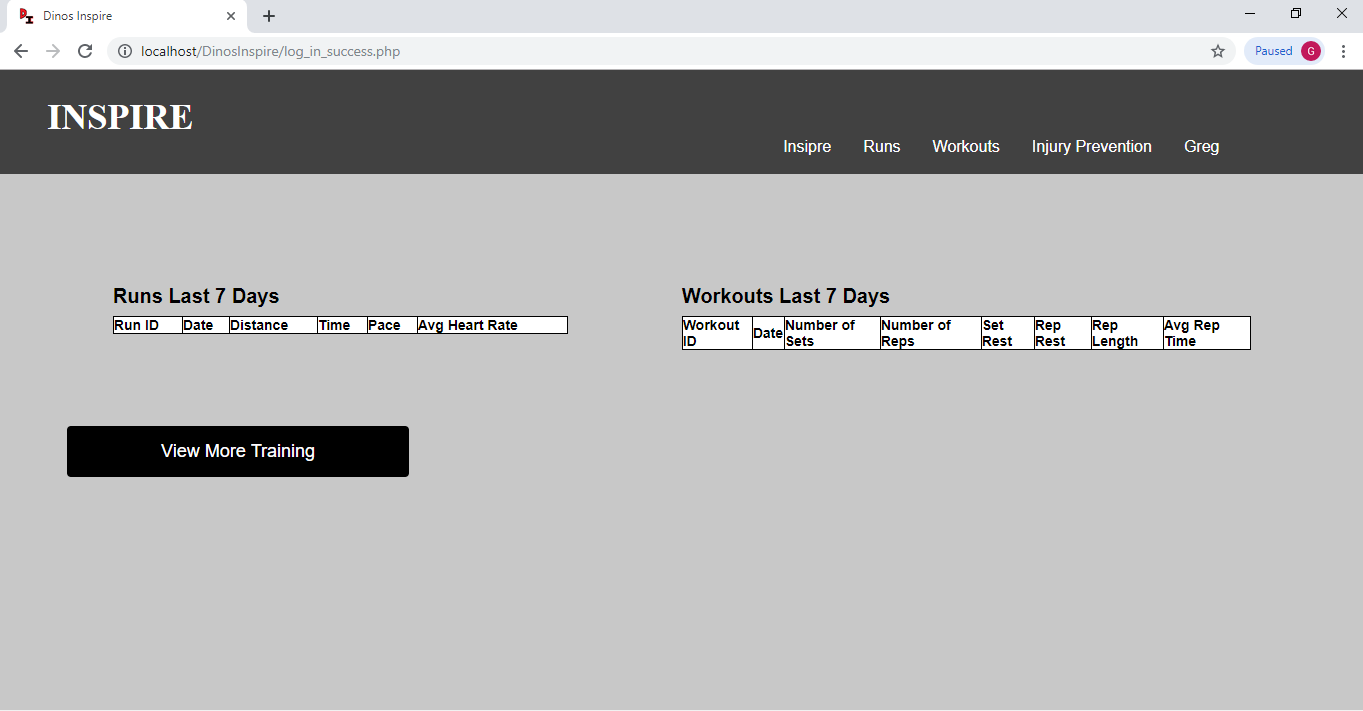 Dinos Inspire
localhost/DinosInspire/log_in_success.php
Paused G
INSPIRE
Insipre Runs Workouts Injury Prevention Greg
Runs Last 7 Days
Run ID Date Distance Time Pace Avg Heart Rate
Workouts Last 7 Days
Workout ID Date Number of Sets Number of Reps Set Rest Rep Rest Rep Length Avg Rep Time
View More Training